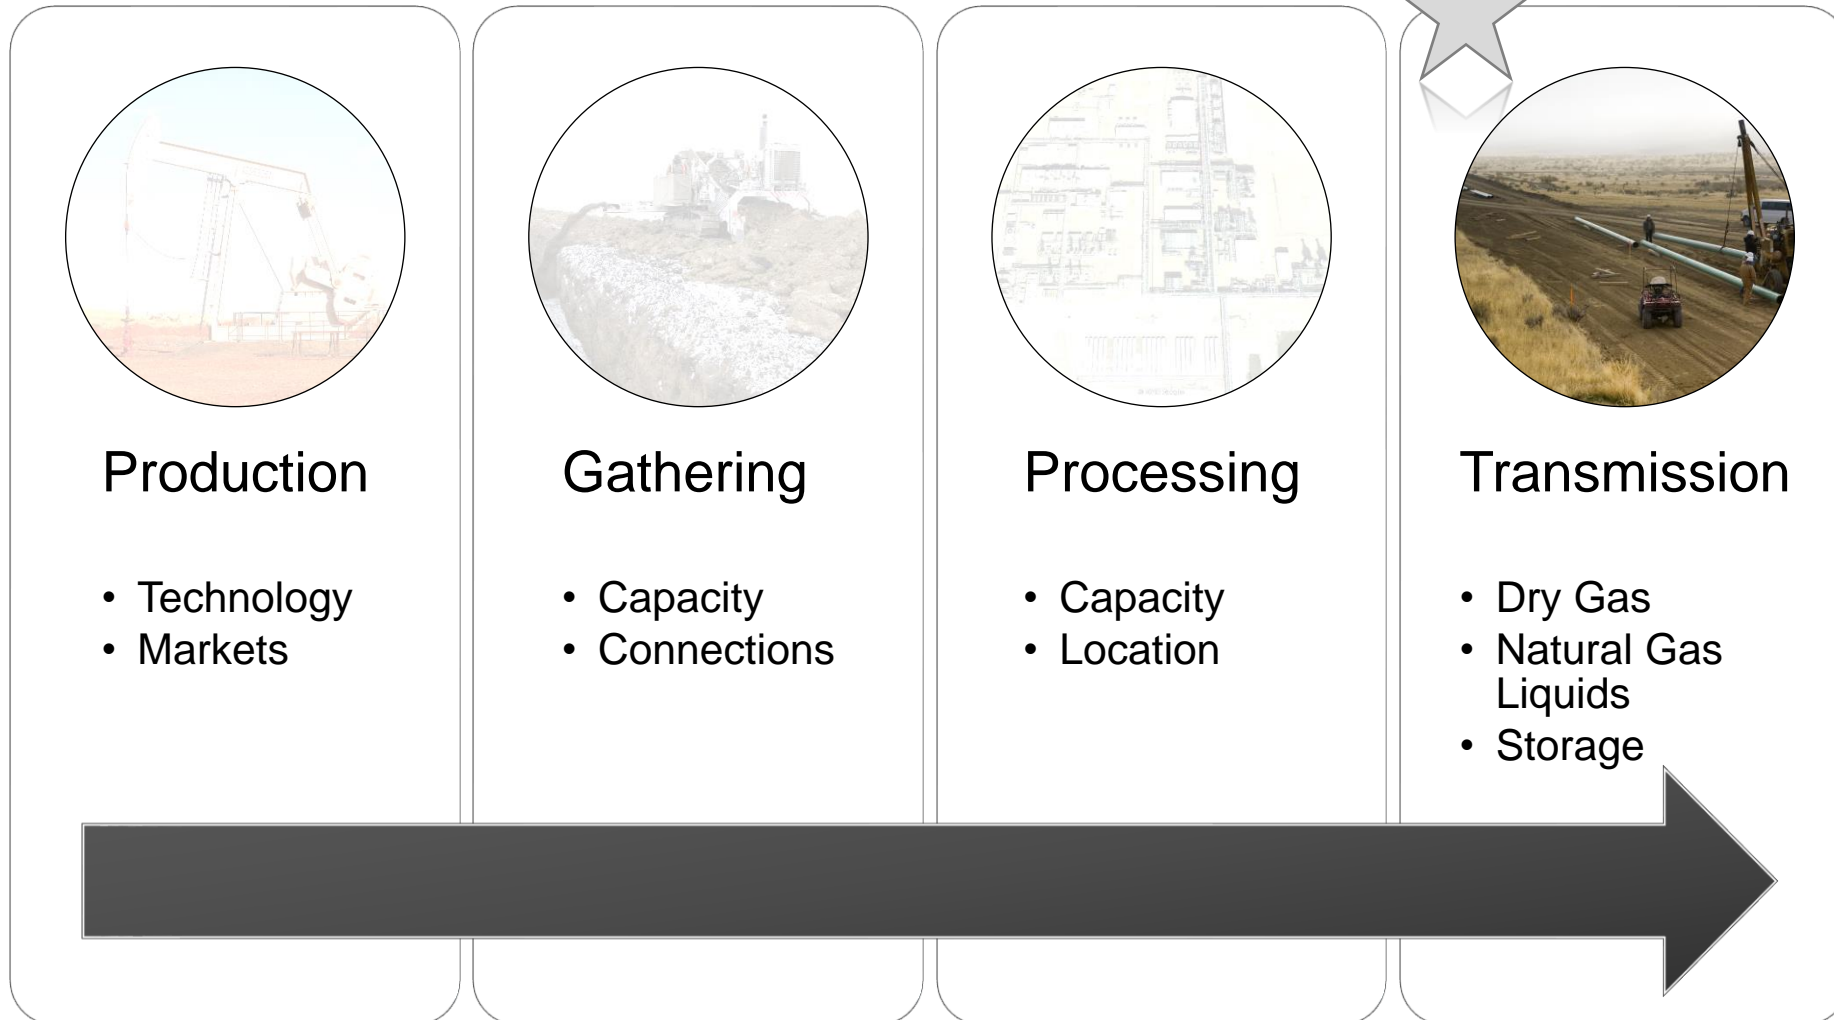 Production
• Technology
• Markets
Gathering
• Capacity
• Connections
Processing
• Capacity
• Location
Transmission
• Dry Gas
• Natural Gas
Liquids
• Storage